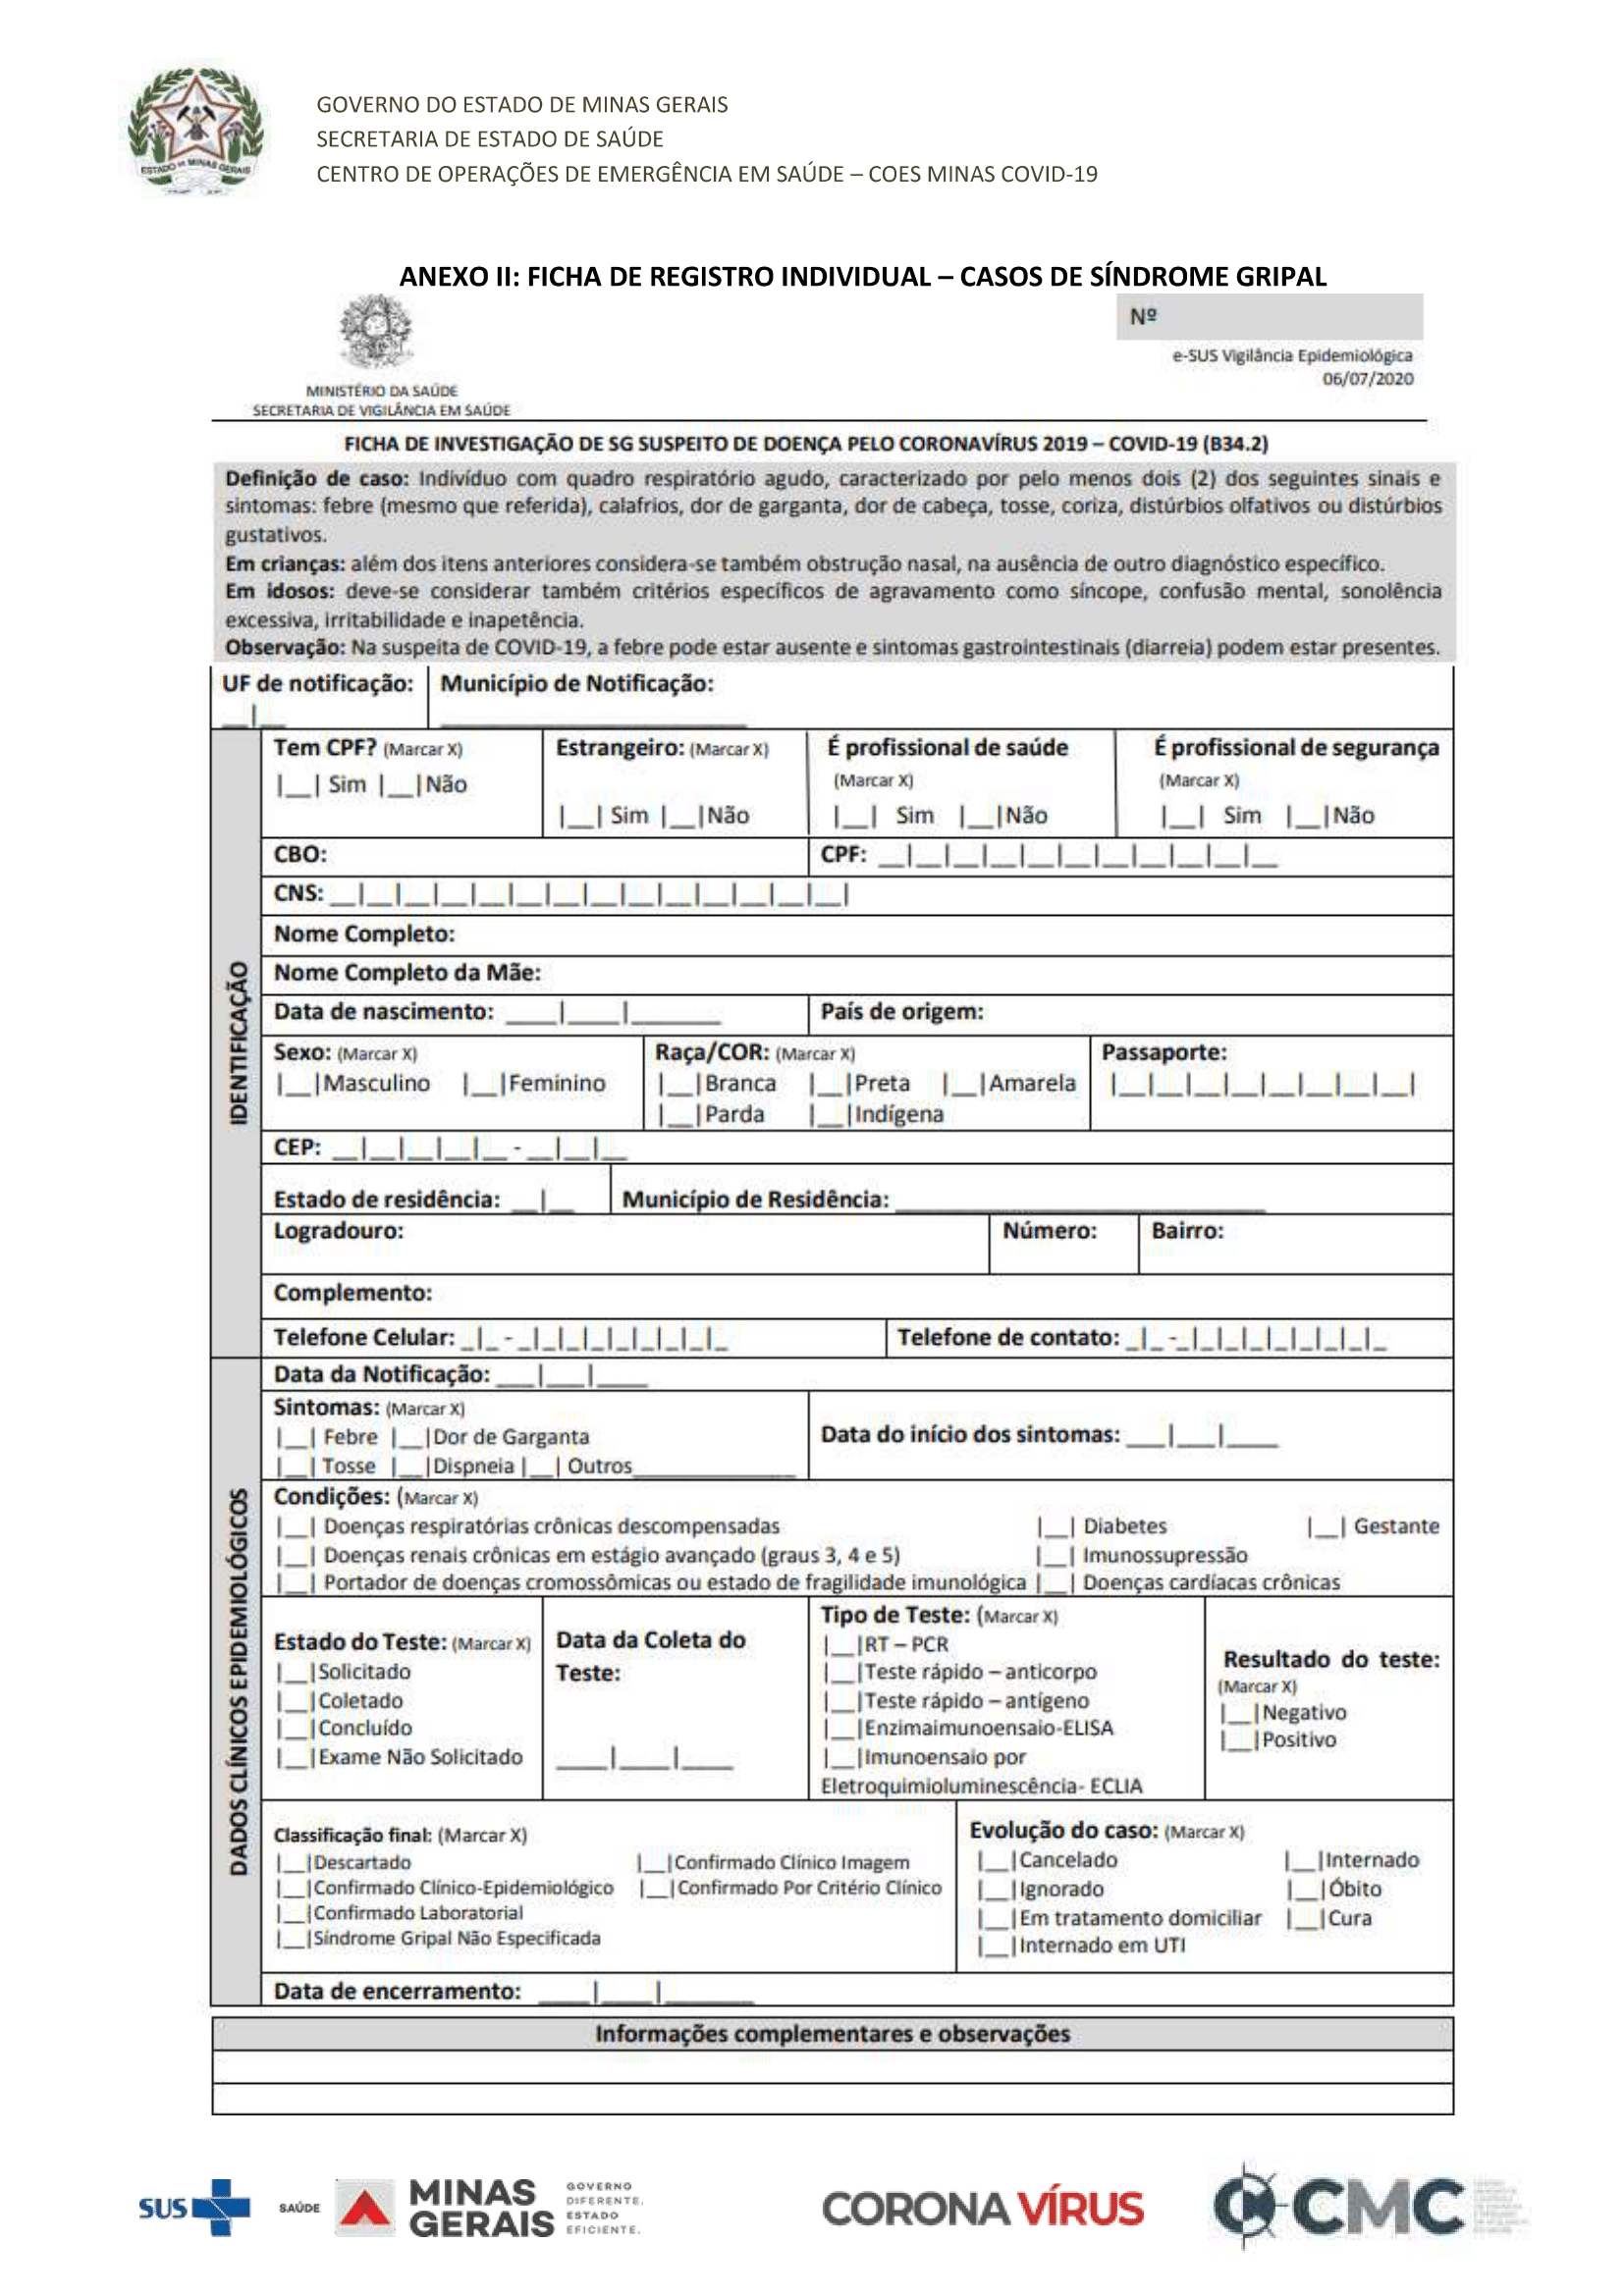 GOVERNO DO ESTADO DE MINAS GERAIS
SECRETARIA DE ESTADO DE SAÚDE
CENTRO DE OPERAÇÕES DE EMERGÊNCIA EM SAÚDE – COES MINAS COVID-19
ESTADO DE MINAS GERAIS
ANEXO II: FICHA DE REGISTRO INDIVIDUAL – CASOS DE SÍNDROME GRIPAL
Nº
e-SUS Vigilância Epidemiológica
06/07/2020
MINISTÉRIO DA SAÚDE
SECRETARIA DE VIGILÂNCIA EM SAÚDE
FICHA DE INVESTIGAÇÃO DE SG SUSPEITO DE DOENÇA PELO CORONAVÍRUS 2019 – COVID-19 (B34.2)
Definição de caso: Indivíduo com quadro respiratório agudo, caracterizado por pelo menos dois (2) dos seguintes sinais e
sintomas: febre (mesmo que referida), calafrios, dor de garganta, dor de cabeça, tosse, coriza, distúrbios olfativos ou distúrbios
gustativos.
Em crianças: além dos itens anteriores considera-se também obstrução nasal, na ausência de outro diagnóstico específico.
Em idosos: deve-se considerar também critérios específicos de agravamento como síncope, confusão mental, sonolência
excessiva, irritabilidade e inapetência.
Observação: Na suspeita de COVID-19, a febre pode estar ausente e sintomas gastrointestinais (diarreia) podem estar presentes.
UF de notificação: Município de Notificação:
__|__ ________________________
IDENTIFICAÇÃO
Tem CPF? (Marcar X) Estrangeiro: (Marcar X) É profissional de saúde É profissional de segurança
(Marcar X) (Marcar X)
|__| Sim |__|Não |__| Sim |__|Não |__| Sim |__|Não |__| Sim |__|Não
CBO: CPF: __|__|__|__|__|__|__|__|__|__|__
CNS: __|__|__|__|__|__|__|__|__|__|__|__|__|__|
Nome Completo:
Nome Completo da Mãe:
Data de nascimento: ____|____|_______ País de origem:
Sexo: (Marcar X) Raça/COR: (Marcar X) Passaporte:
|__|Masculino |__|Feminino |__|Branca |__|Preta |__|Amarela |__|__|__|__|__|__|__|__|
|__|Parda |__|Indígena
CEP: __|__|__|__|__ - __|__|__
Estado de residência: __|__ Município de Residência: _____________________________
Logradouro: Número: Bairro:
Complemento:
Telefone Celular: _|_ - _|_|_|_|_|_|_|_|_ Telefone de contato: _|_ - _|_|_|_|_|_|_|_|_
DADOS CLÍNICOS EPIDEMIOLÓGICOS
Data da Notificação: ___|___|____
Sintomas: (Marcar X)
|__| Febre |__|Dor de Garganta Data do início dos sintomas: ___|___|____
|__| Tosse |__|Dispneia |__| Outros_____________
Condições: (Marcar X)
|__| Doenças respiratórias crônicas descompensadas |__| Diabetes |__| Gestante
|__| Doenças renais crônicas em estágio avançado (graus 3, 4 e 5) |__| Imunossupressão
|__| Portador de doenças cromossômicas ou estado de fragilidade imunológica |__| Doenças cardíacas crônicas
Estado do Teste: (Marcar X)
|__|Solicitado
|__|Coletado
|__|Concluído
|__|Exame Não Solicitado
Data da Coleta do
Teste:
____|____|____
Tipo de Teste: (Marcar X)
|__|RT – PCR
|__|Teste rápido – anticorpo
|__|Teste rápido – antígeno
|__|Enzimaimunoensaio-ELISA
|__|Imunoensaio por
Eletroquimioluminescência- ECLIA
Resultado do teste:
(Marcar X)
|__|Negativo
|__|Positivo
Classificação final: (Marcar X)
|__|Descartado |__|Confirmado Clínico Imagem
|__|Confirmado Clínico-Epidemiológico |__|Confirmado Por Critério Clínico
|__|Confirmado Laboratorial
|__|Síndrome Gripal Não Especificada
Evolução do caso: (Marcar X)
|__|Cancelado |__|Internado
|__|Ignorado |__|Óbito
|__|Em tratamento domiciliar |__|Cura
|__|Internado em UTI
Data de encerramento: ____|____|_______
Informações complementares e observações
SUS
SAÚDE
MINAS
GERAIS
GOVERNO
DIFERENTE.
ESTADO
EFICIENTE.
CORONAVÍRUS
CMC